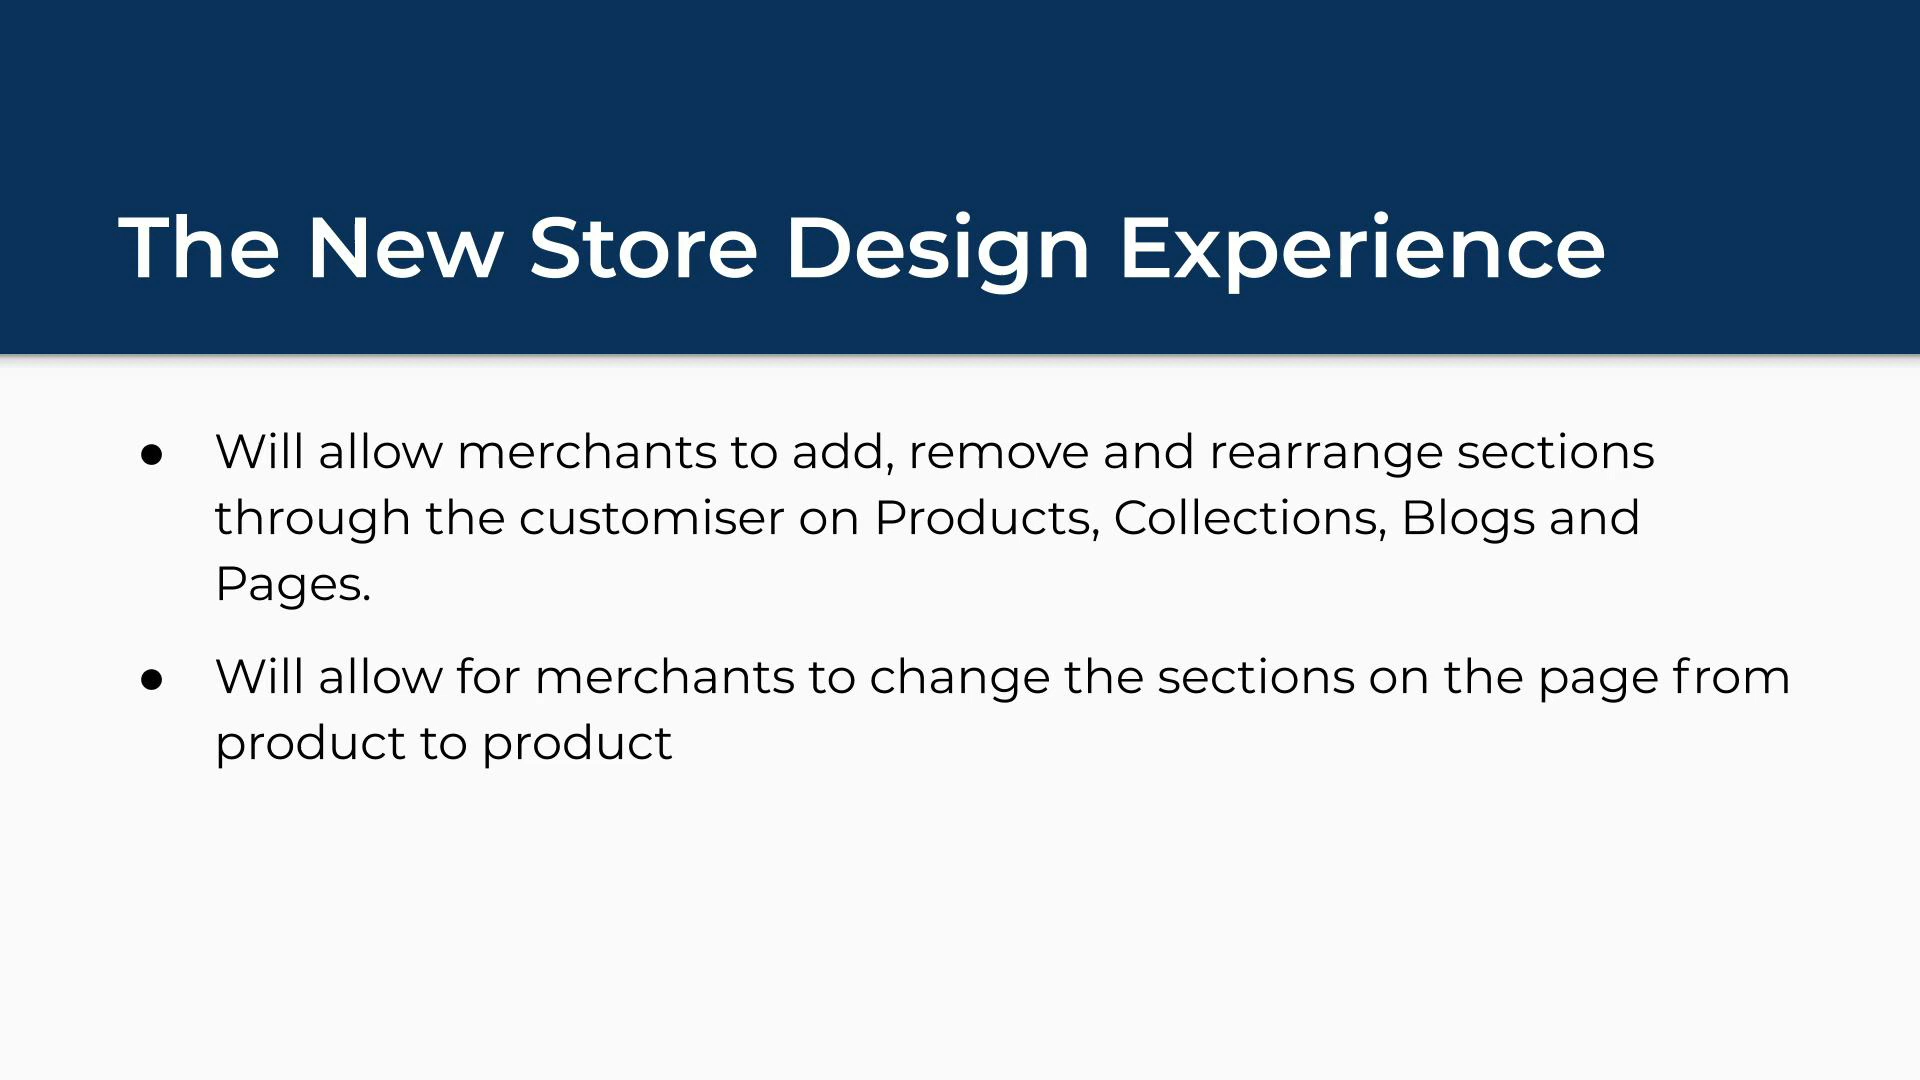 The New Store Design Experience
● Will allow merchants to add, remove and rearrange sections
through the customiser on Products, Collections, Blogs and
Pages.
● Will allow for merchants to change the sections on the page from
product to product